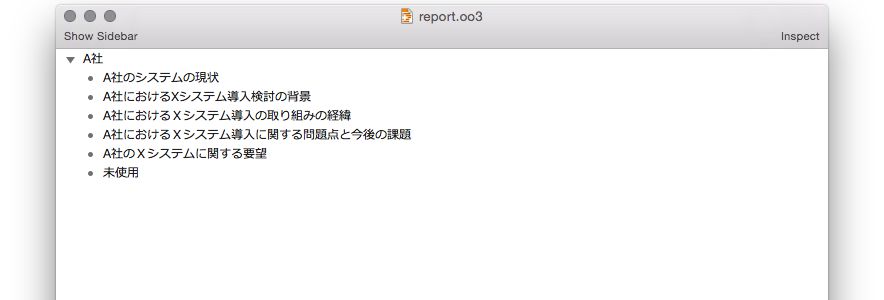 report.oo3
Show Sidebar
Inspect
A社
A社のシステムの現状
A社におけるXシステム導入検討の背景
A社におけるＸシステム導入の取り組みの経緯
A社におけるＸシステム導入に関する問題点と今後の課題
A社のＸシステムに関する要望
未使用